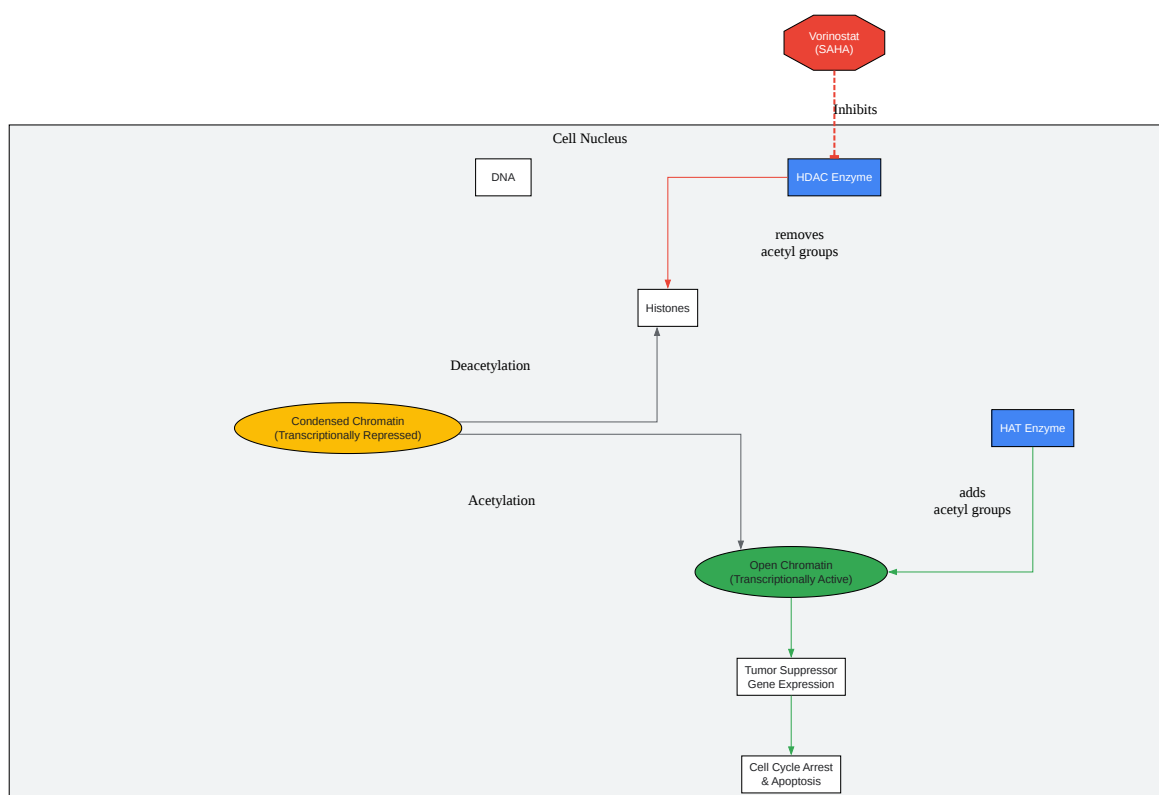 Vorinostat
(SAHA)
Inhibits
Cell Nucleus
DNA
HDAC Enzyme
removes
acetyl groups
Histones
Deacetylation
Condensed Chromatin
(Transcriptionally Repressed)
HAT Enzyme
Acetylation
adds
acetyl groups
Open Chromatin
(Transcriptionally Active)
Tumor Suppressor
Gene Expression
Cell Cycle Arrest
& Apoptosis